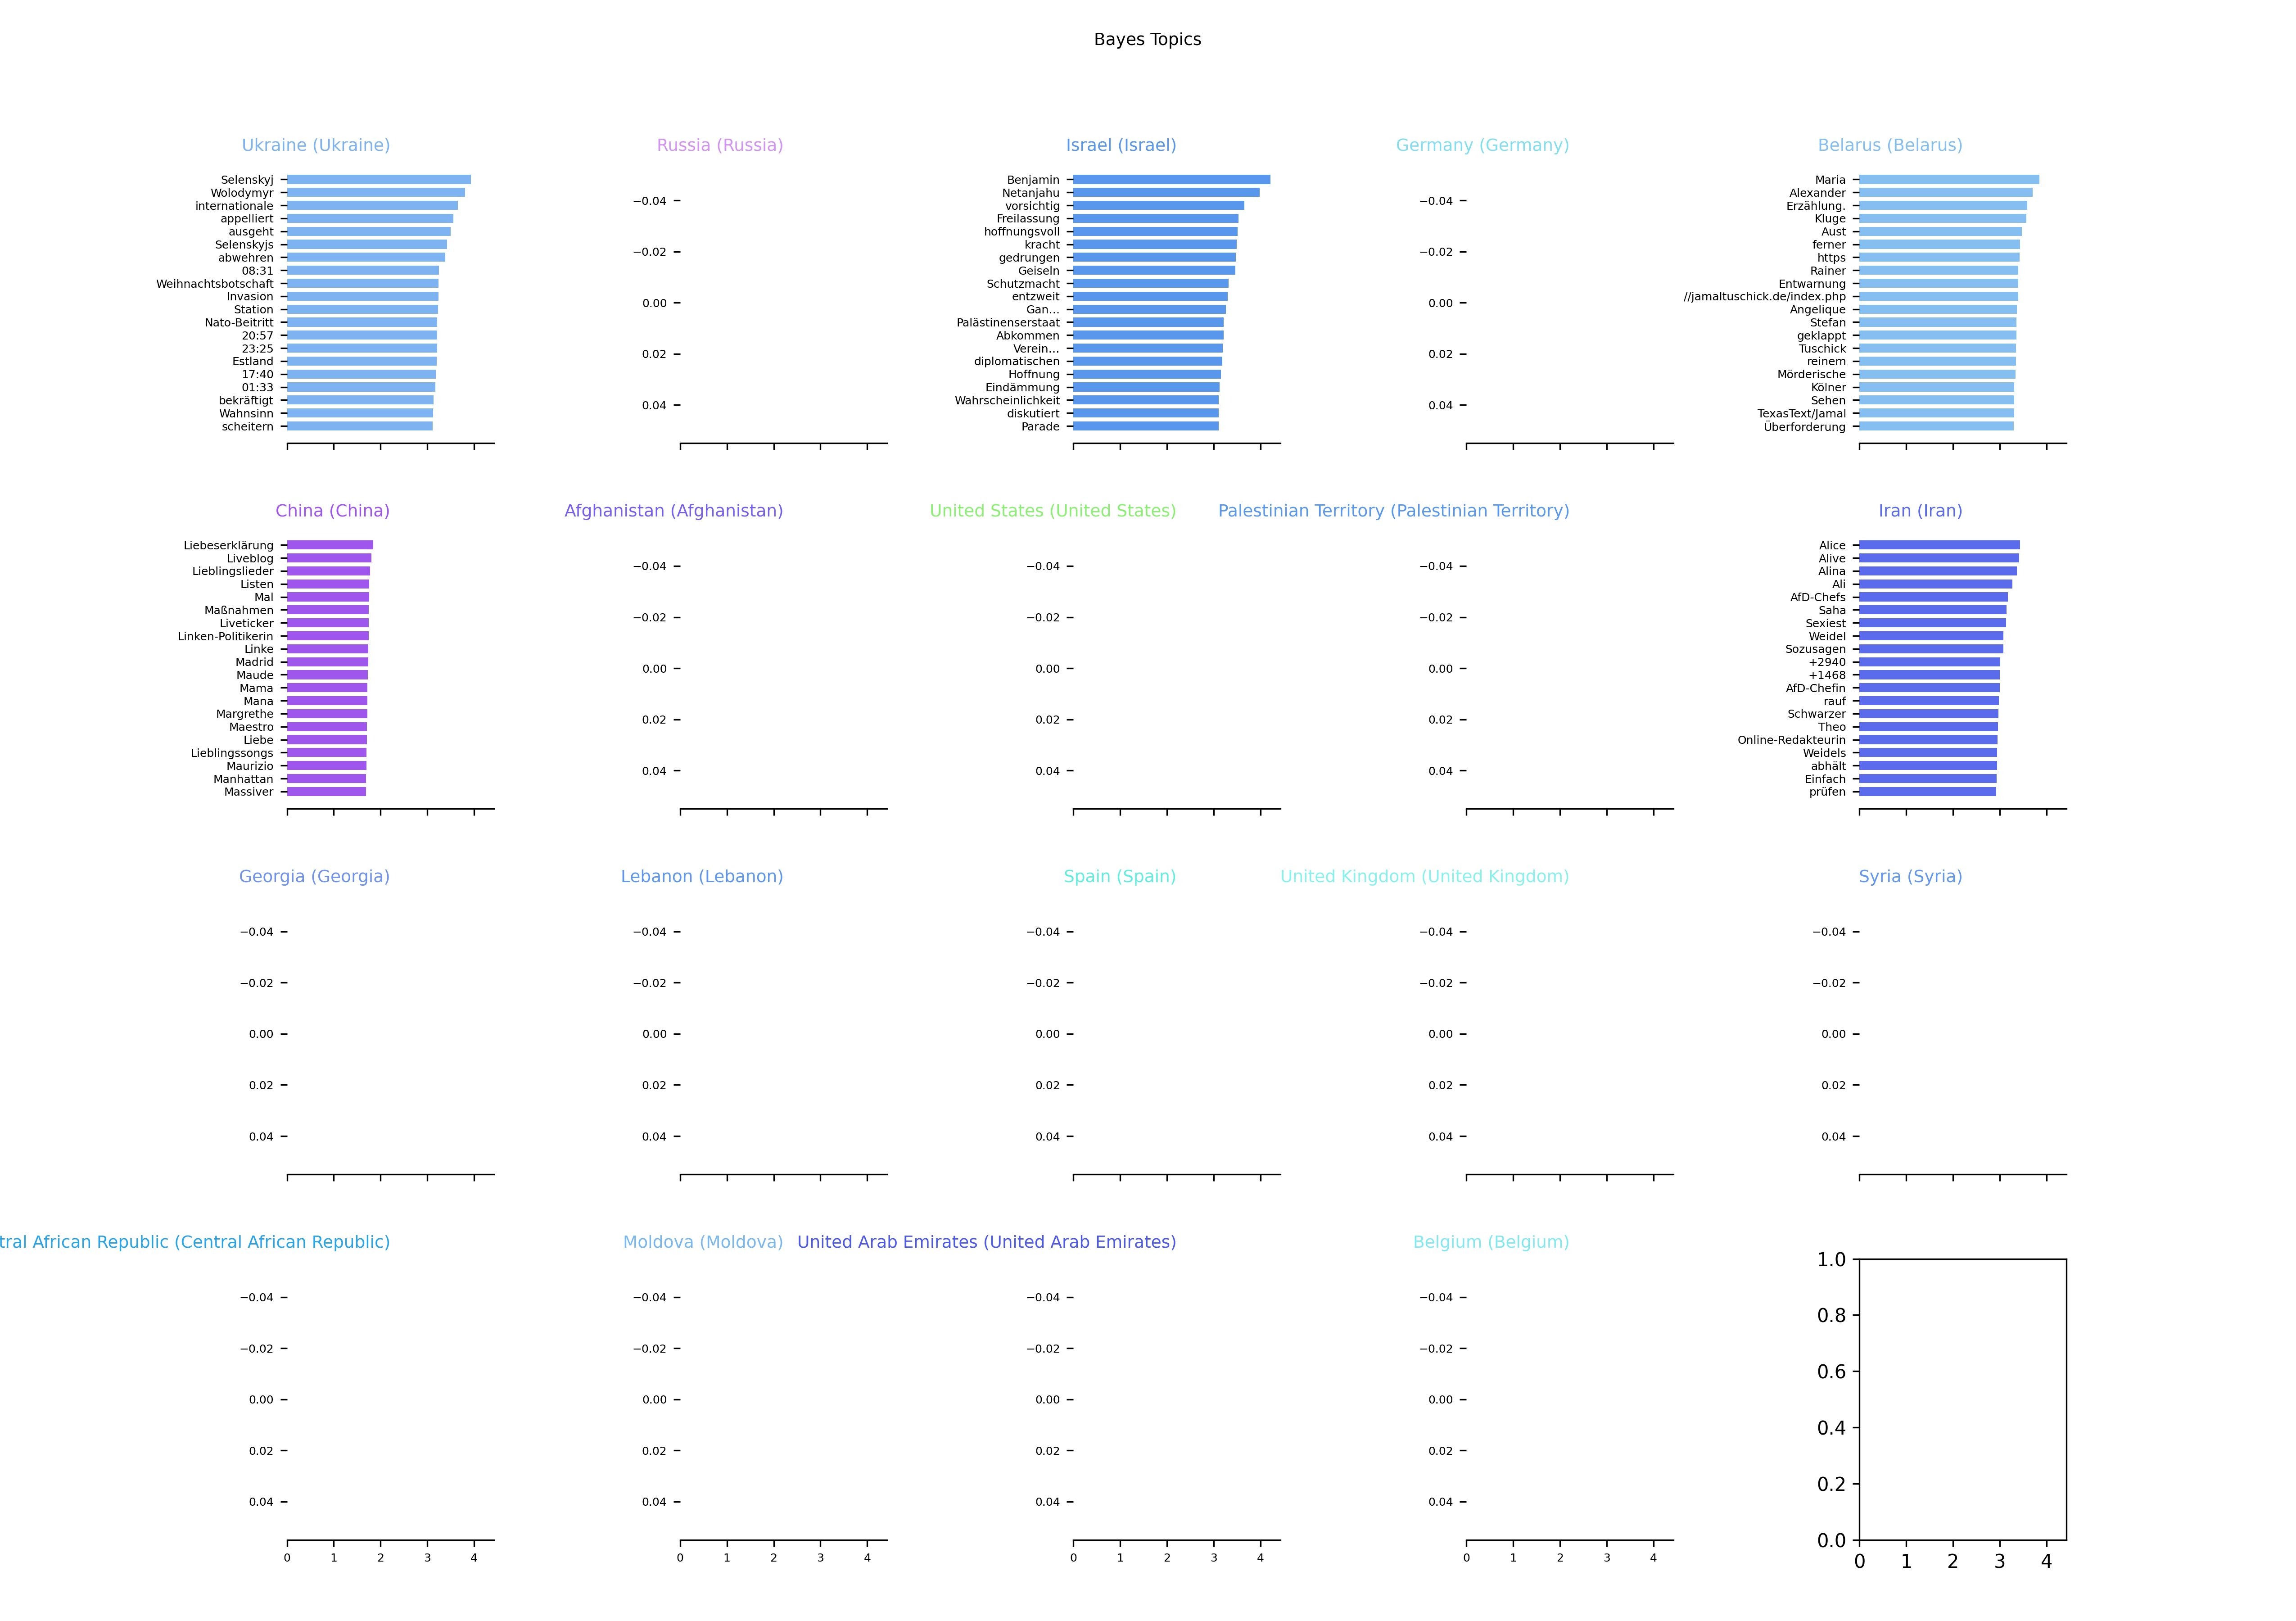 Bayes Topics
Ukraine (Ukraine)
Selenskyj
Wolodymyr
internationale
appelliert
ausgeht
Selenskyjs
abwehren
08:31
Weihnachtsbotschaft
Invasion
Station
Nato-Beitritt
20:57
23:25
Estland
17:40
01:33
bekräftigt
Wahnsinn
scheitern
Russia (Russia)
−0.04
−0.02
0.00
0.02
0.04
Israel (Israel)
Benjamin
Netanjahu
vorsichtig
Freilassung
hoffnungsvoll
kracht
gedrungen
Geiseln
Schutzmacht
entzweit
Gan…
Palästinenserstaat
Abkommen
Verein…
diplomatischen
Hoffnung
Eindämmung
Wahrscheinlichkeit
diskutiert
Parade
Germany (Germany)
−0.04
−0.02
0.00
0.02
0.04
Belarus (Belarus)
Maria
Alexander
Erzählung.
Kluge
Aust
ferner
https
Rainer
Entwarnung
//jamaltuschick.de/index.php
Angelique
Stefan
geklappt
Tuschick
reinem
Mörderische
Kölner
Sehen
TexasText/Jamal
Überforderung
China (China)
Liebeserklärung
Liveblog
Lieblingslieder
Listen
Mal
Maßnahmen
Liveticker
Linken-Politikerin
Linke
Madrid
Maude
Mama
Mana
Margrethe
Maestro
Liebe
Lieblingssongs
Maurizio
Manhattan
Massiver
Afghanistan (Afghanistan)
−0.04
−0.02
0.00
0.02
0.04
United States (United States)
−0.04
−0.02
0.00
0.02
0.04
Palestinian Territory (Palestinian Territory)
−0.04
−0.02
0.00
0.02
0.04
Iran (Iran)
Alice
Alive
Alina
Ali
AfD-Chefs
Saha
Sexiest
Weidel
Sozusagen
+2940
+1468
AfD-Chefin
rauf
Schwarzer
Theo
Online-Redakteurin
Weidels
abhält
Einfach
prüfen
Georgia (Georgia)
−0.04
−0.02
0.00
0.02
0.04
Lebanon (Lebanon)
−0.04
−0.02
0.00
0.02
0.04
Spain (Spain)
−0.04
−0.02
0.00
0.02
0.04
United Kingdom (United Kingdom)
−0.04
−0.02
0.00
0.02
0.04
Syria (Syria)
−0.04
−0.02
0.00
0.02
0.04
tral African Republic (Central African Republic)
−0.04
−0.02
0.00
0.02
0.04
0 1 2 3 4
Moldova (Moldova)
−0.04
−0.02
0.00
0.02
0.04
0 1 2 3 4
United Arab Emirates (United Arab Emirates)
−0.04
−0.02
0.00
0.02
0.04
0 1 2 3 4
Belgium (Belgium)
−0.04
−0.02
0.00
0.02
0.04
0 1 2 3 4
1.0
0.8
0.6
0.4
0.2
0.0
0 1 2 3 4